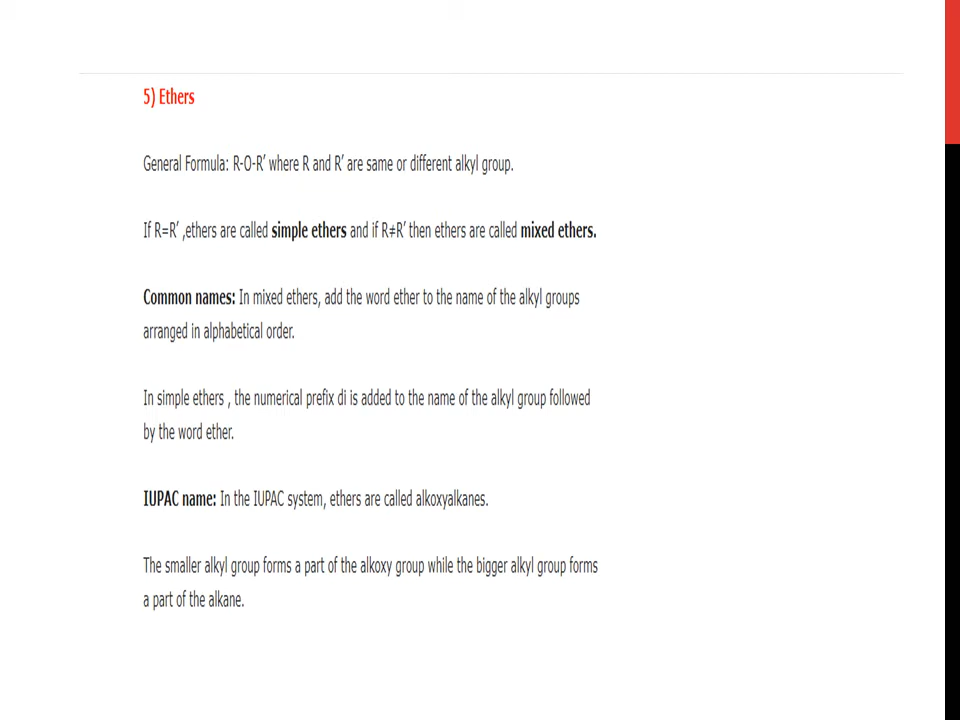 5) Ethers
General Formula: R-O-R′ where R and R′ are same or different alkyl group.
If R=R′ ,ethers are called simple ethers and if R≠R′ then ethers are called mixed ethers.
Common names: In mixed ethers, add the word ether to the name of the alkyl groups
arranged in alphabetical order.
In simple ethers , the numerical prefix di is added to the name of the alkyl group followed
by the word ether.
IUPAC name: In the IUPAC system, ethers are called alkoxyalkanes.
The smaller alkyl group forms a part of the alkoxy group while the bigger alkyl group forms
a part of the alkane.